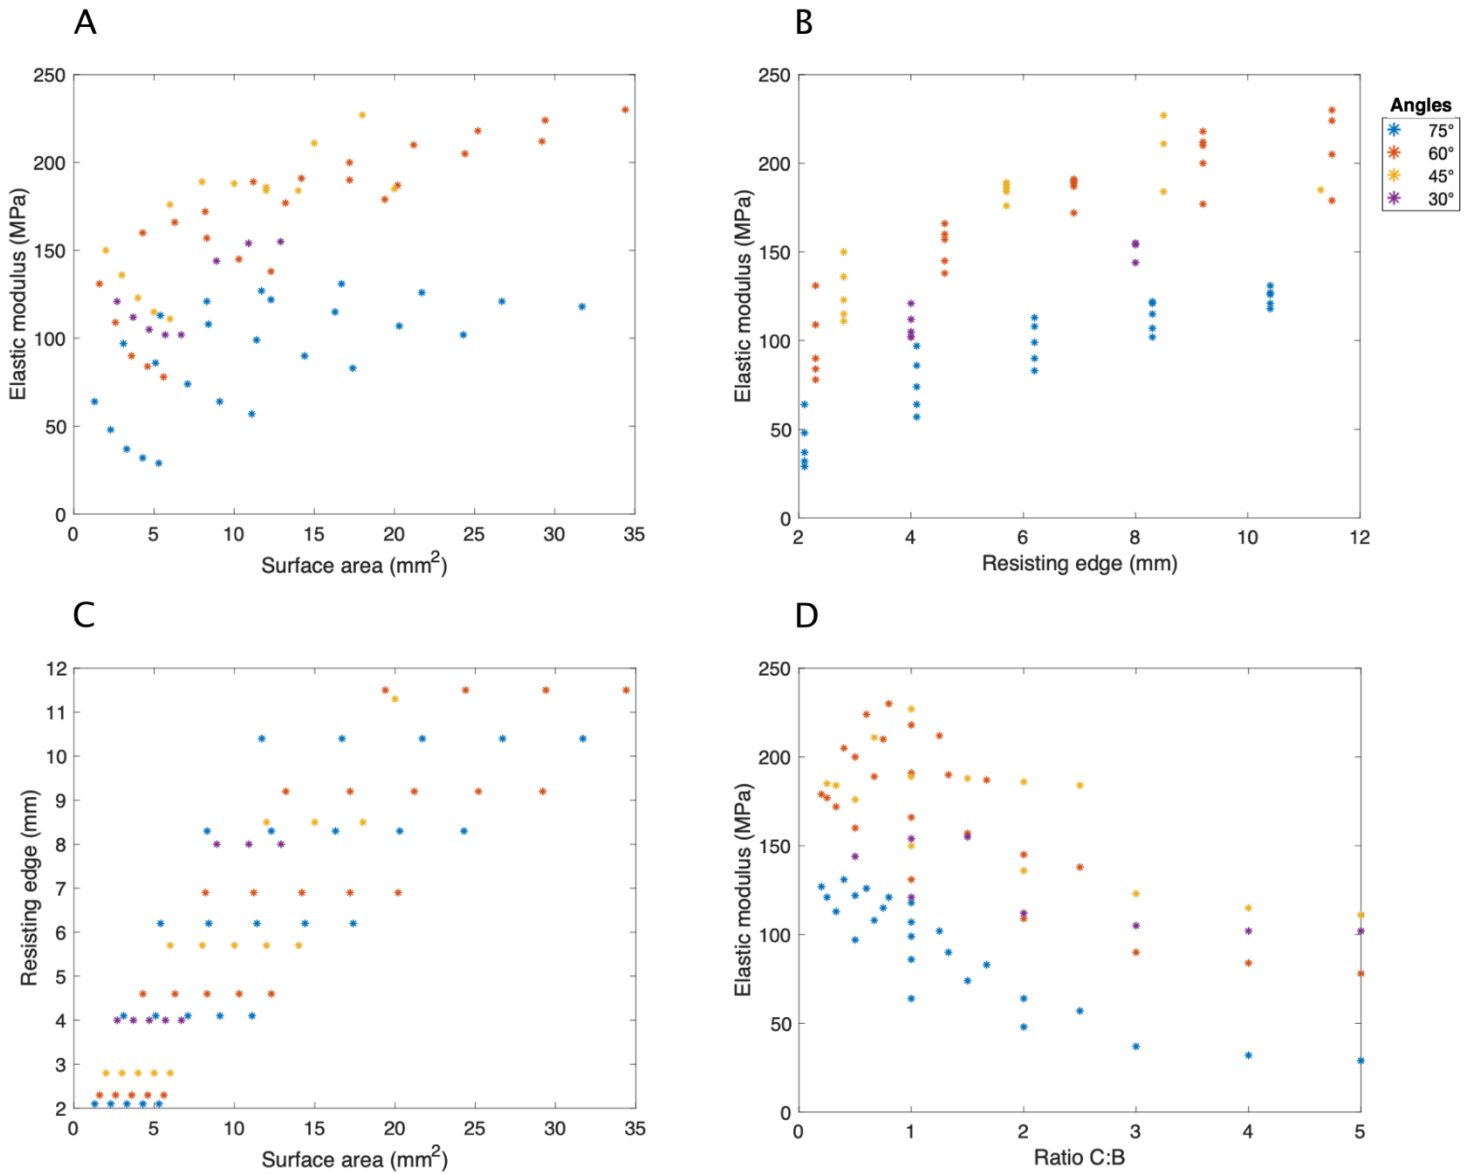 A
B
250
200
150
100
50
0
0 5 10 15 20 25 30 35
Elastic modulus (MPa)
Surface area (mm2)
250
200
150
100
50
0
2 4 6 8 10 12
Elastic modulus (MPa)
Resisting edge (mm)
Angles
75°
60°
45°
30°
C
D
12
11
10
9
8
7
6
5
4
3
2
0 5 10 15 20 25 30 35
Resisting edge (mm)
Surface area (mm2)
250
200
150
100
50
0
0 1 2 3 4 5
Elastic modulus (MPa)
Ratio C:B